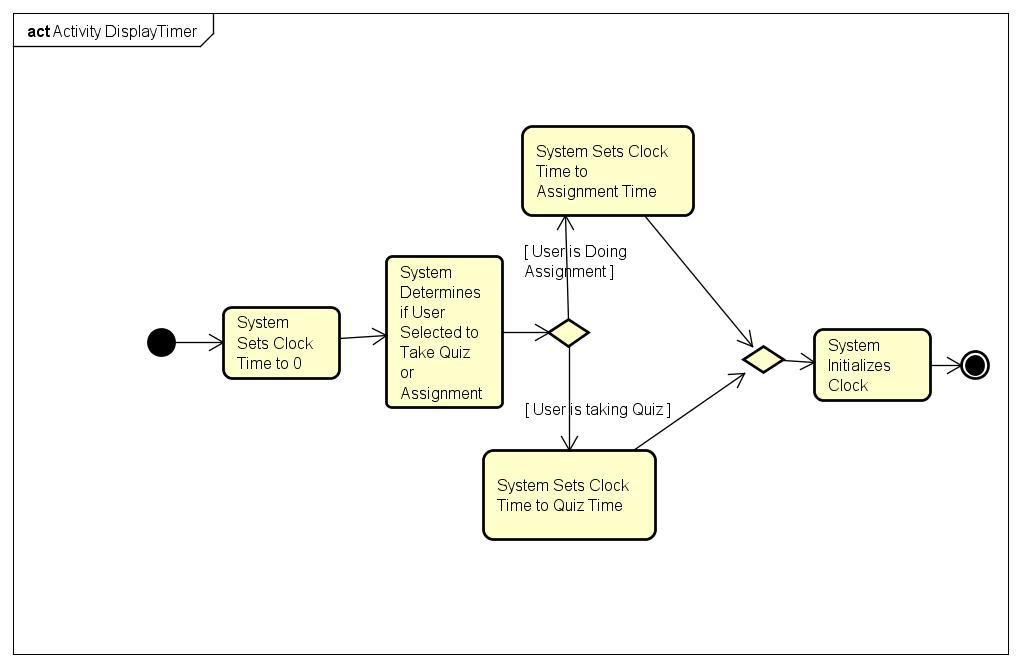 act Activity DisplayTimer
System
Sets Clock
Time to 0
System
Determines
if User
Selected to
Take Quiz
or
Assignment
[ User is Doing
Assignment ]
System Sets Clock
Time to
Assignment Time
[ User is taking Quiz ]
System Sets Clock
Time to Quiz Time
System
Initializes
Clock